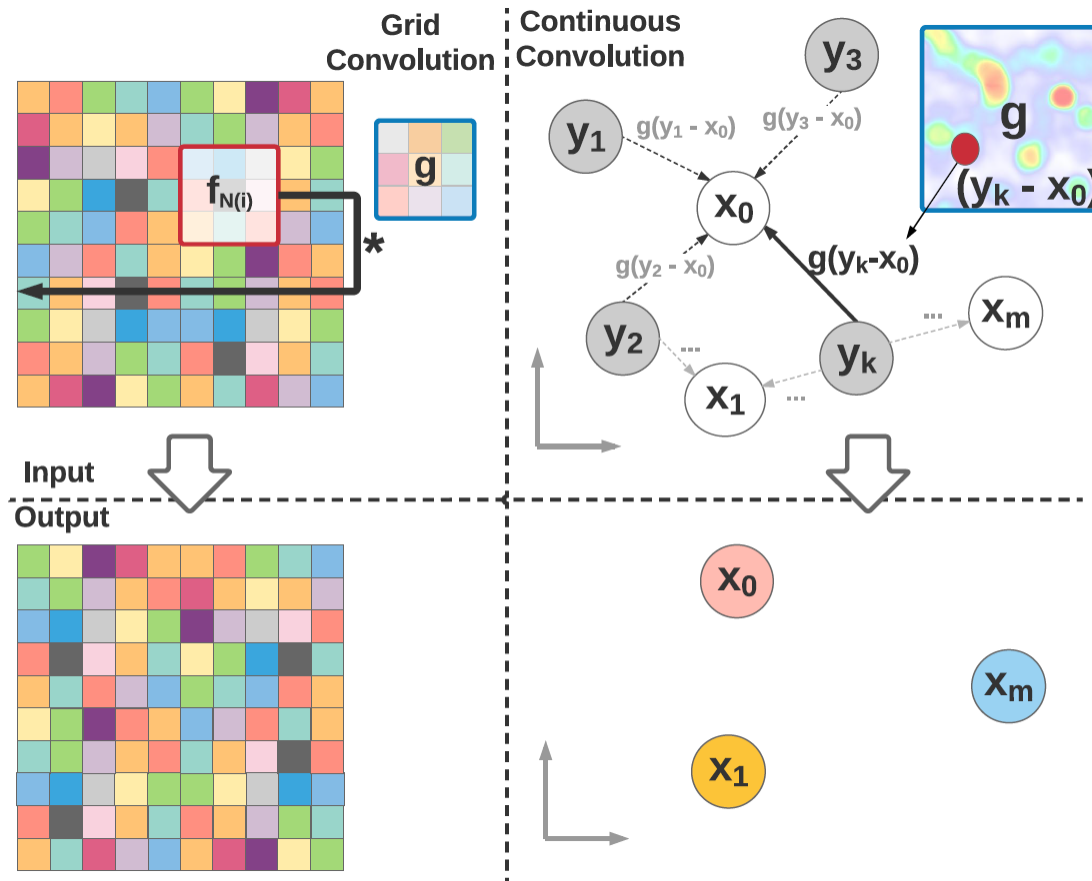 Grid
Convolution
f_N(i)
g
*
Input
Continuous
Convolution
y_3
y_1
g(y_1 - x_0)
g(y_3 - x_0)
g
(y_k - x_0)
x_0
g(y_2 - x_0)
g(y_k-x_0)
x_m
...
y_2
...
y_k
x_1
...
Output
x_0
x_m
x_1